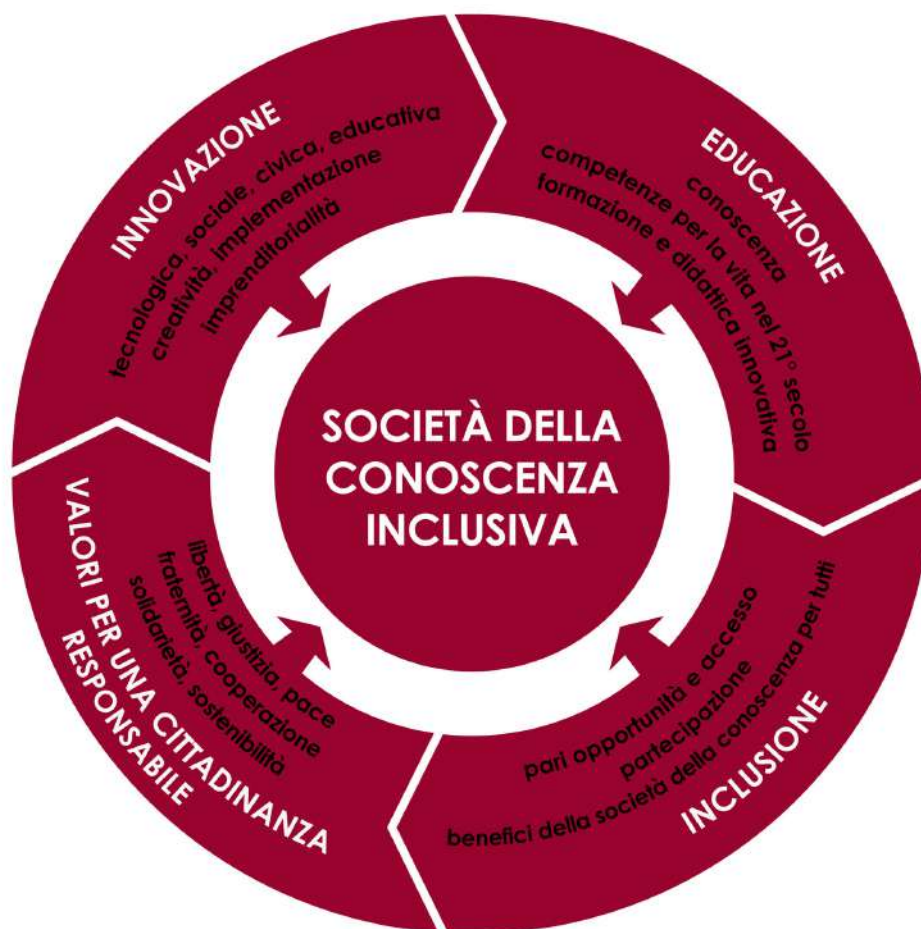 INNOVAZIONE
tecnologica, sociale, civica, educativa
creatività, implementazione
imprenditorialità
EDUCAZIONE
conoscenza
competenze per la vita nel 21° secolo
formazione e didattica innovativa
SOCIETÀ DELLA
CONOSCENZA
INCLUSIVA
VALORI PER UNA CITTADINANZA
RESPONSABILE
libertà, giustizia, pace
fraternità, cooperazione
solidarietà, sostenibilità
pari opportunità e accesso
partecipazione
benefici della società della conoscenza per tutti
INCLUSIONE